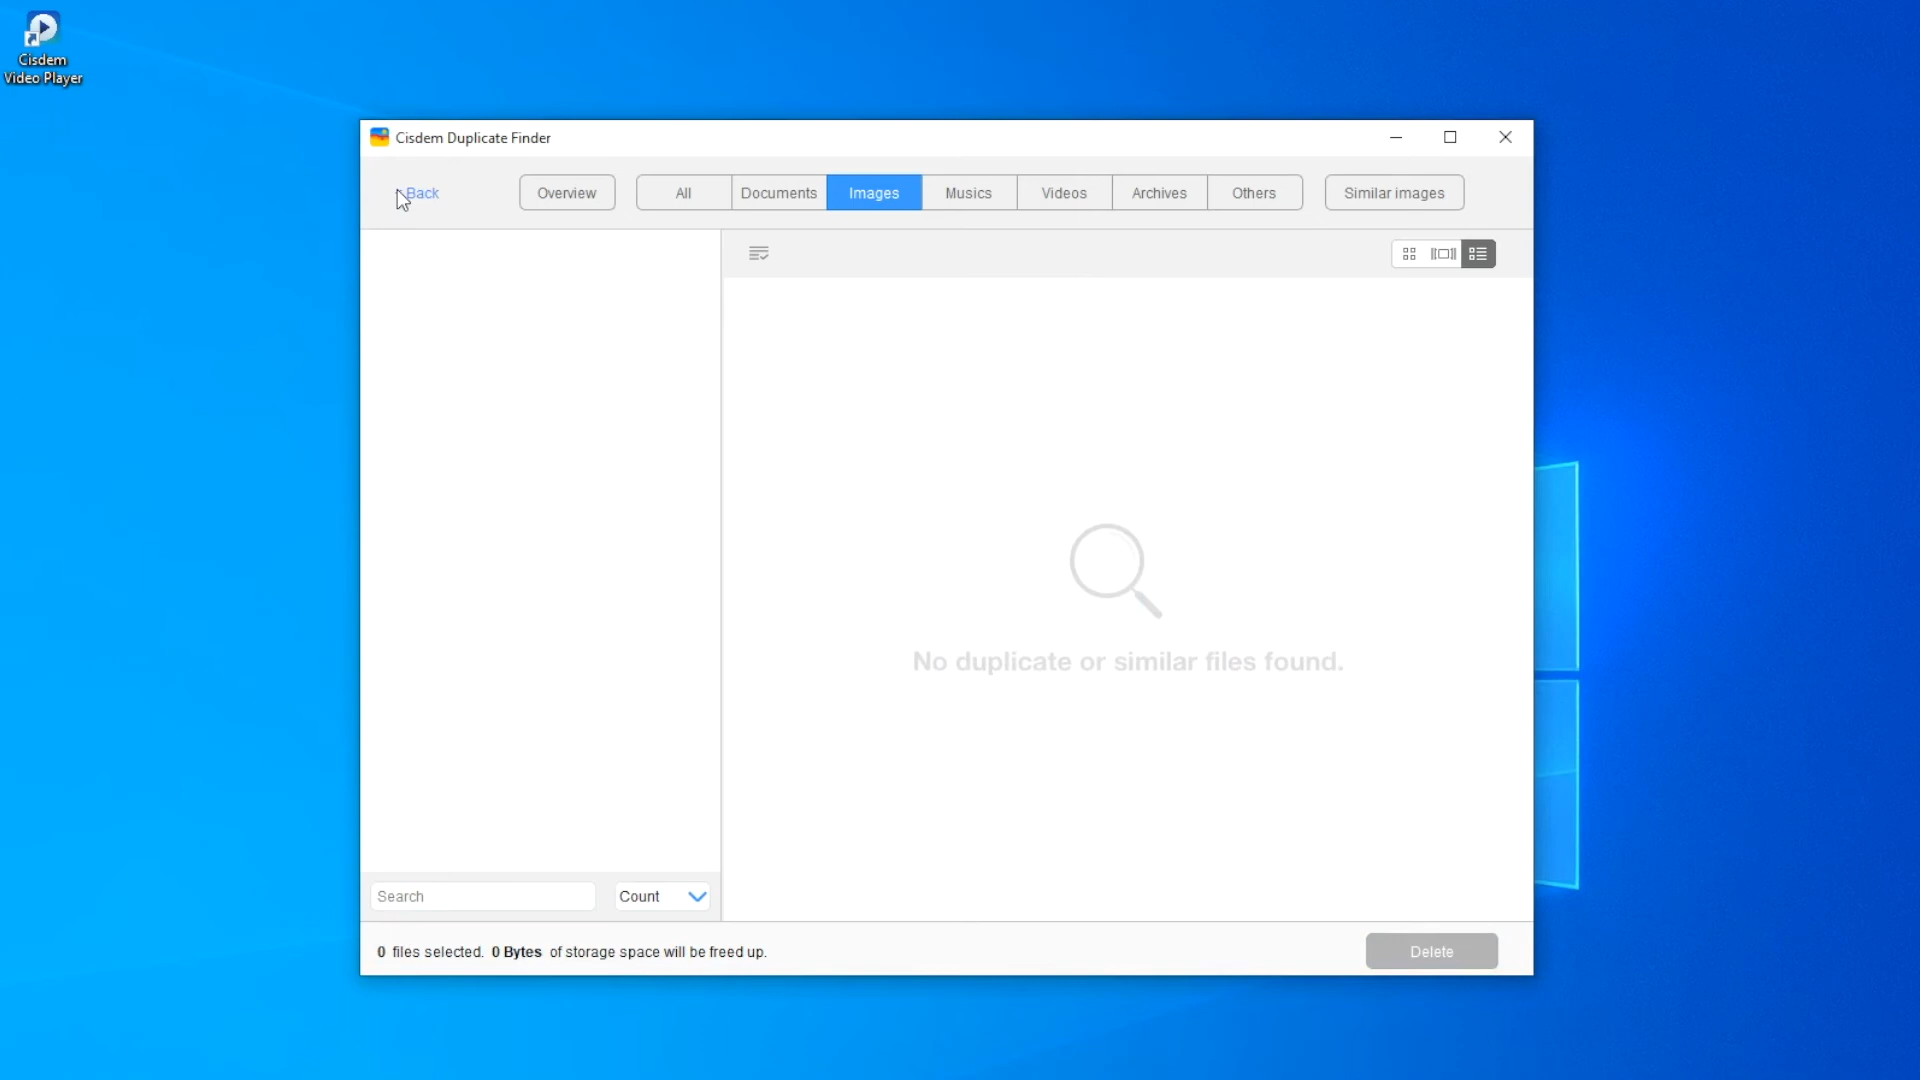 Cisdem
Video Player
Cisdem Duplicate Finder
Back
Overview
All
Documents
Images
Musics
Videos
Archives
Others
Similar images
No duplicate or similar files found.
Search
Count
0 files selected. 0 Bytes of storage space will be freed up.
Delete